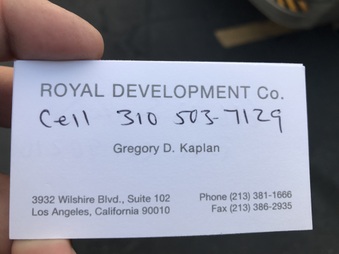 ROYAL DEVELOPMENT Co.
Cell 310 503-7129
Gregory D. Kaplan
3932 Wilshire Blvd., Suite 102
Los Angeles, California 90010
Phone (213) 381-1666
Fax (213) 386-2935